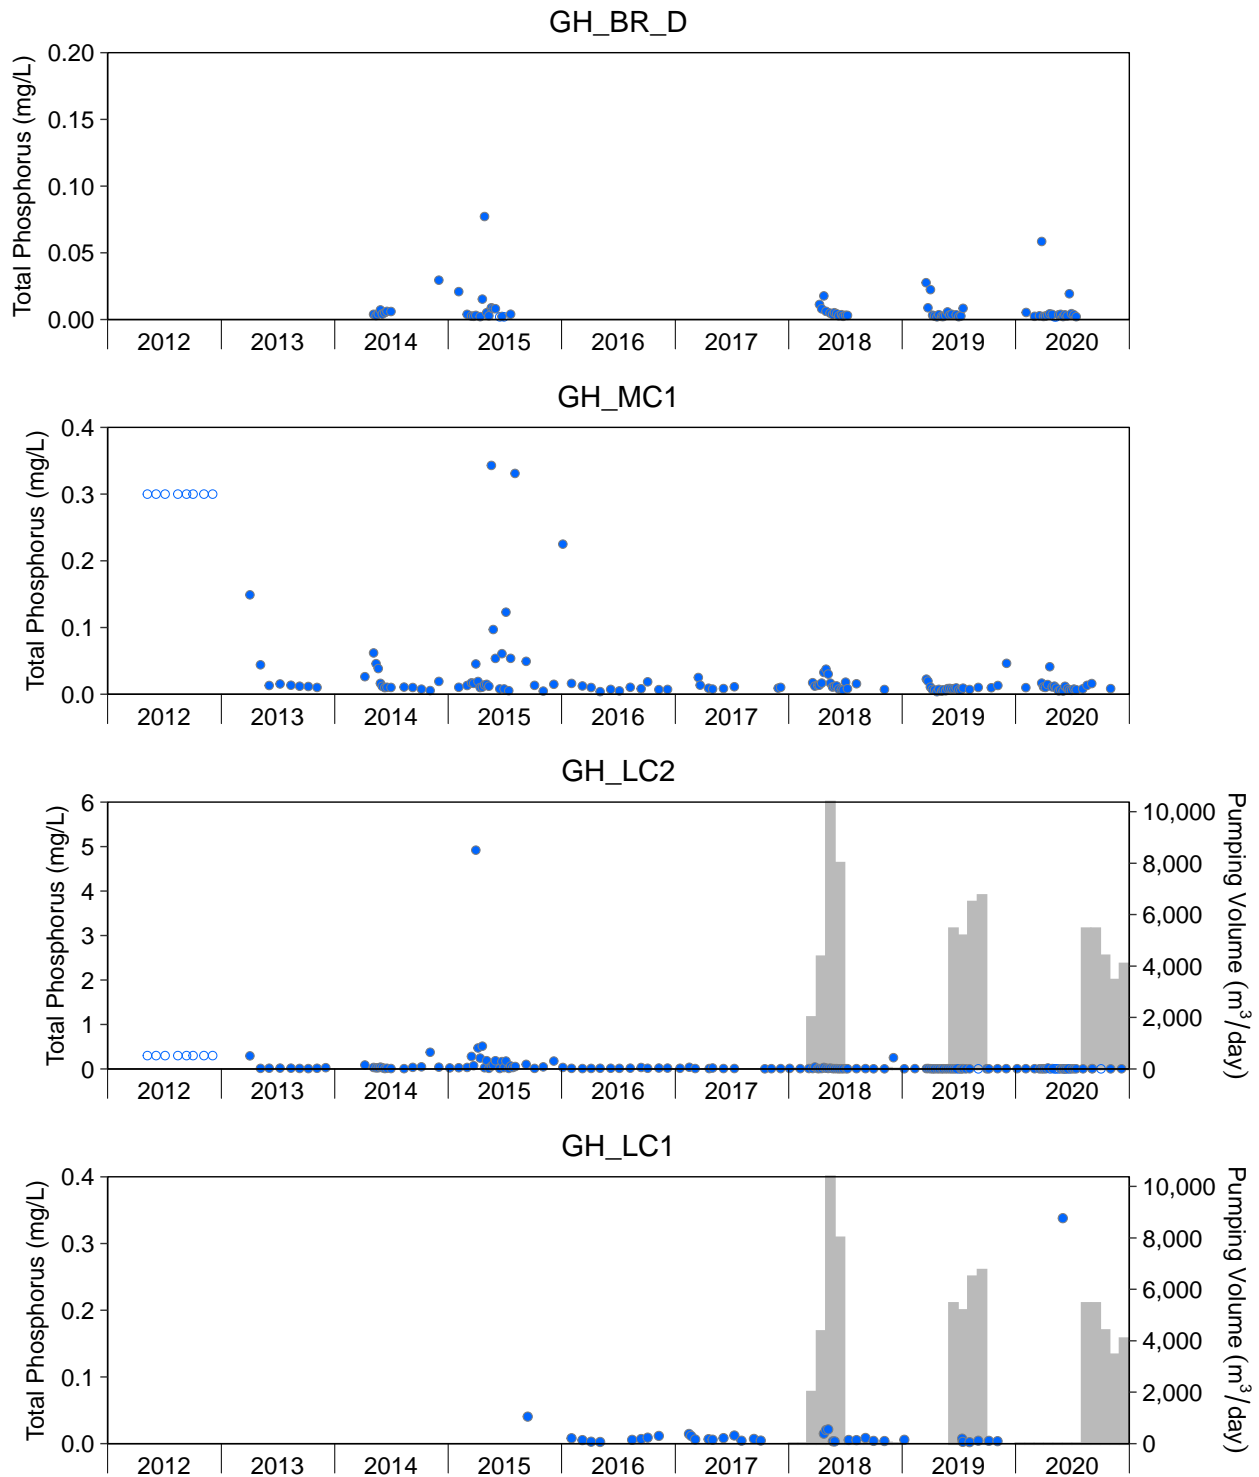 GH_BR_D
Total Phosphorus (mg/L)
0.20
0.15
0.10
0.05
0.00
2012 2013 2014 2015 2016 2017 2018 2019 2020
GH_MC1
Total Phosphorus (mg/L)
0.4
0.3
0.2
0.1
0.0
2012 2013 2014 2015 2016 2017 2018 2019 2020
GH_LC2
Total Phosphorus (mg/L)
6
5
4
3
2
1
0
10,000
8,000
6,000
4,000
2,000
0
Pumping Volume (m³/day)
2012 2013 2014 2015 2016 2017 2018 2019 2020
GH_LC1
Total Phosphorus (mg/L)
0.4
0.3
0.2
0.1
0.0
10,000
8,000
6,000
4,000
2,000
0
Pumping Volume (m³/day)
2012 2013 2014 2015 2016 2017 2018 2019 2020